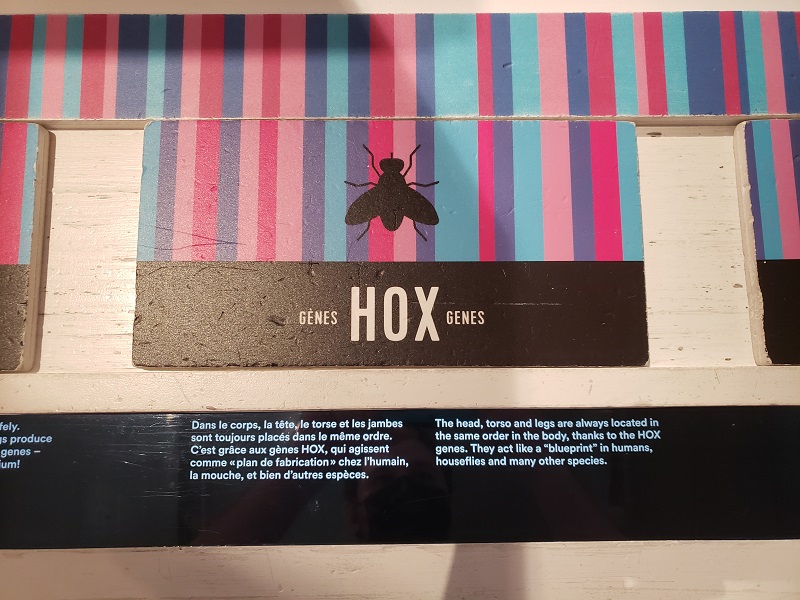 GÈNES HOX GENES
fely.
gs produce
genes –
ium!
Dans le corps, la tête, le torse et les jambes
sont toujours placés dans le même ordre.
C'est grâce aux gènes HOX, qui agissent
comme «plan de fabrication» chez l'humain,
la mouche, et bien d'autres espèces.
The head, torso and legs are always located in
the same order in the body, thanks to the HOX
genes. They act like a "blueprint" in humans,
houseflies and many other species.